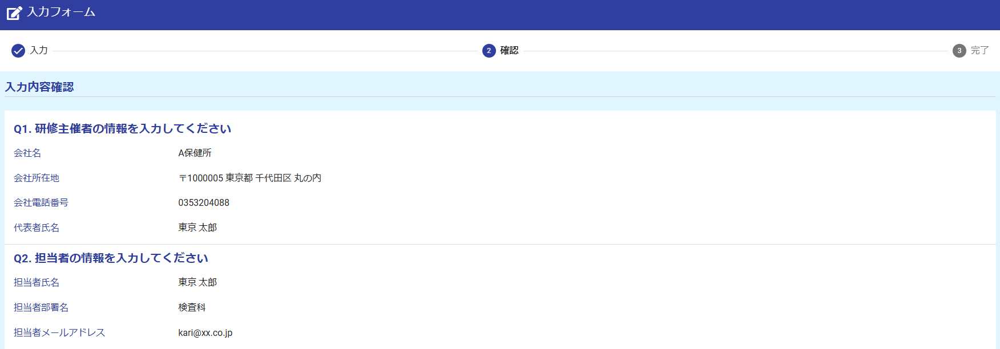 入力フォーム
入力
2 確認
3 完了
入力内容確認
Q1. 研修主催者の情報を入力してください
会社名 A保健所
会社所在地 〒1000005 東京都 千代田区 丸の内
会社電話番号 0353204088
代表者氏名 東京 太郎
Q2. 担当者の情報を入力してください
担当者氏名 東京 太郎
担当者部署名 検査科
担当者メールアドレス kari@xx.co.jp